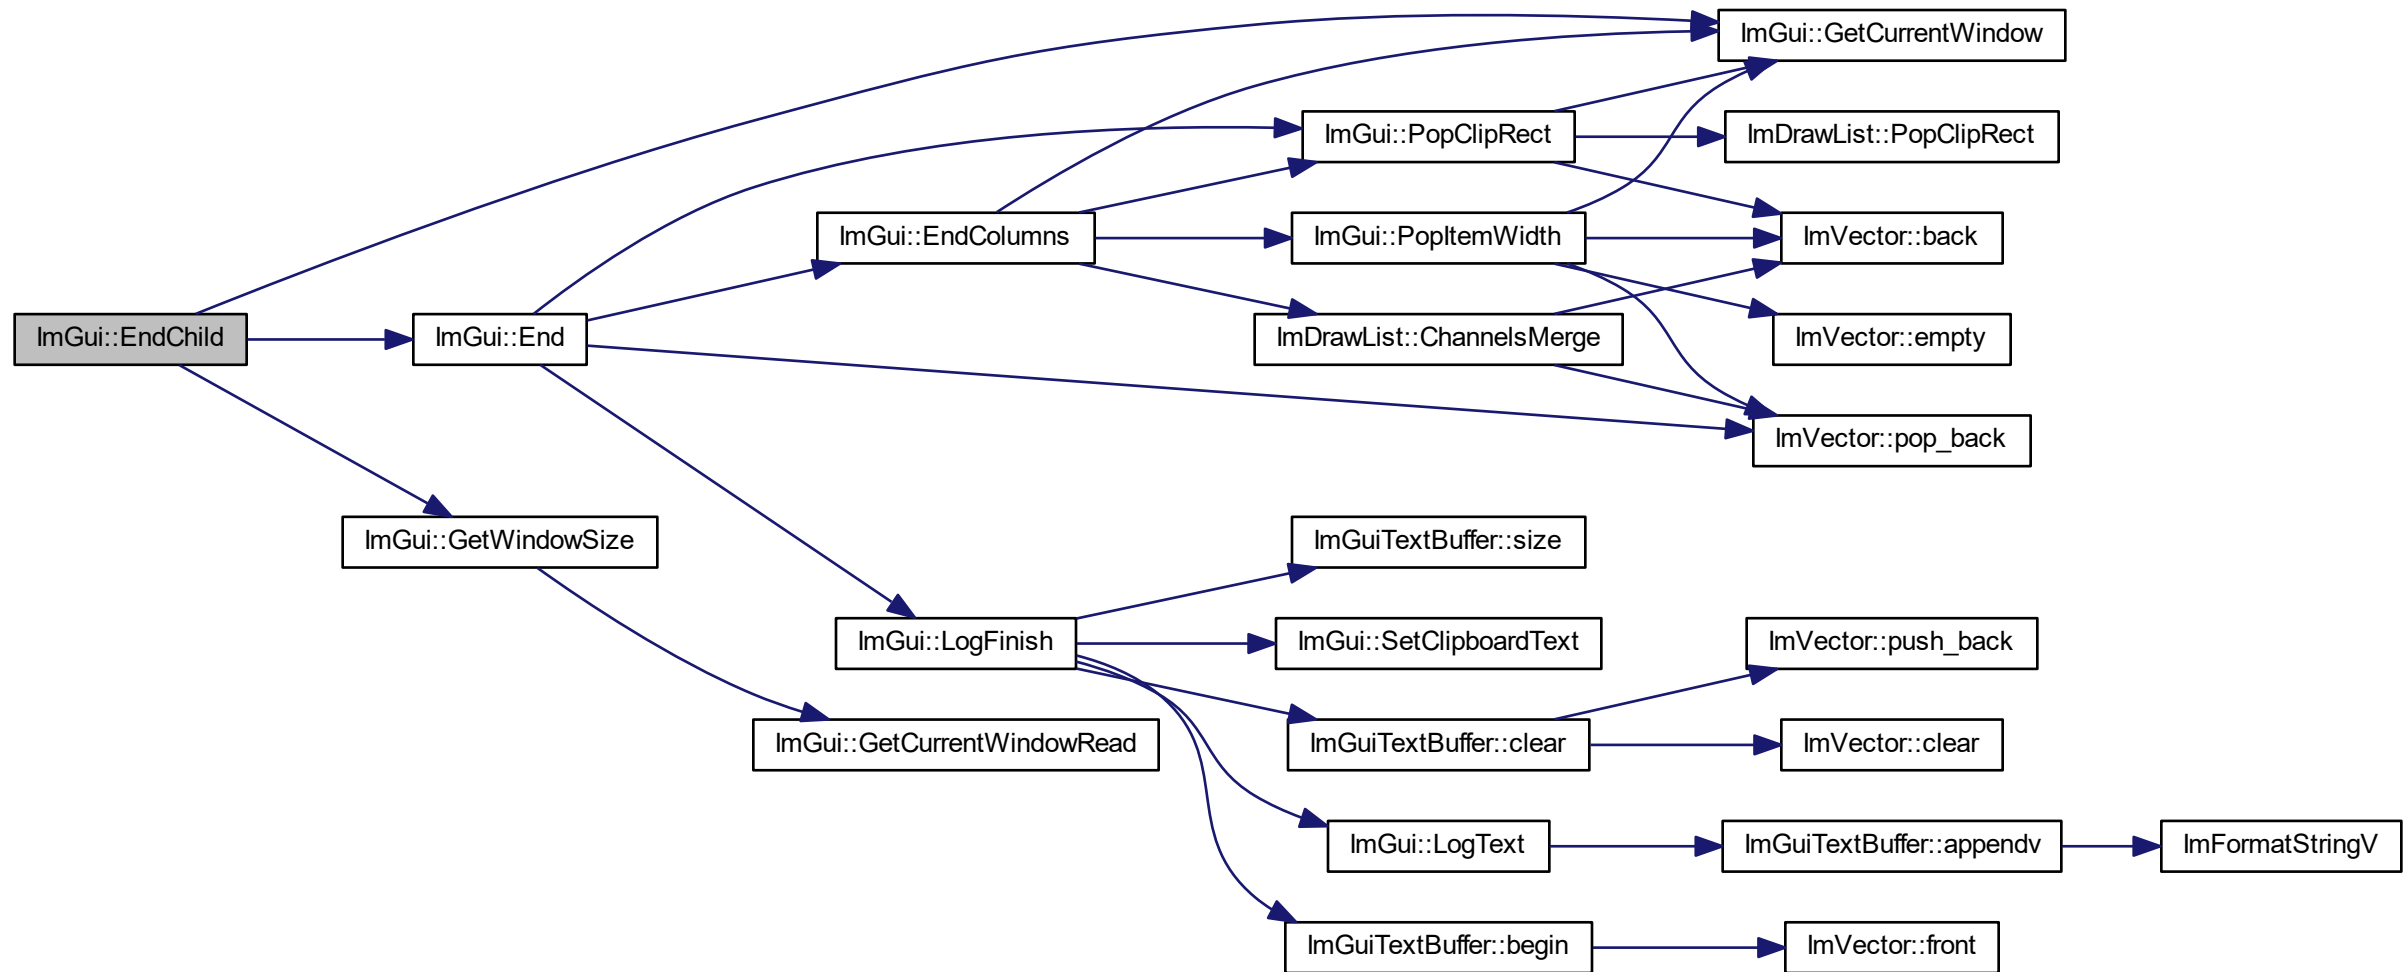 ImGui::GetCurrentWindow
ImGui::PopClipRect
ImDrawList::PopClipRect
ImGui::EndColumns
ImGui::PopItemWidth
ImVector::back
ImGui::EndChild
ImGui::End
ImDrawList::ChannelsMerge
ImVector::empty
ImVector::pop_back
ImGui::GetWindowSize
ImGuiTextBuffer::size
ImGui::LogFinish
ImGui::SetClipboardText
ImVector::push_back
ImGui::GetCurrentWindowRead
ImGuiTextBuffer::clear
ImVector::clear
ImGui::LogText
ImGuiTextBuffer::appendv
ImFormatStringV
ImGuiTextBuffer::begin
ImVector::front